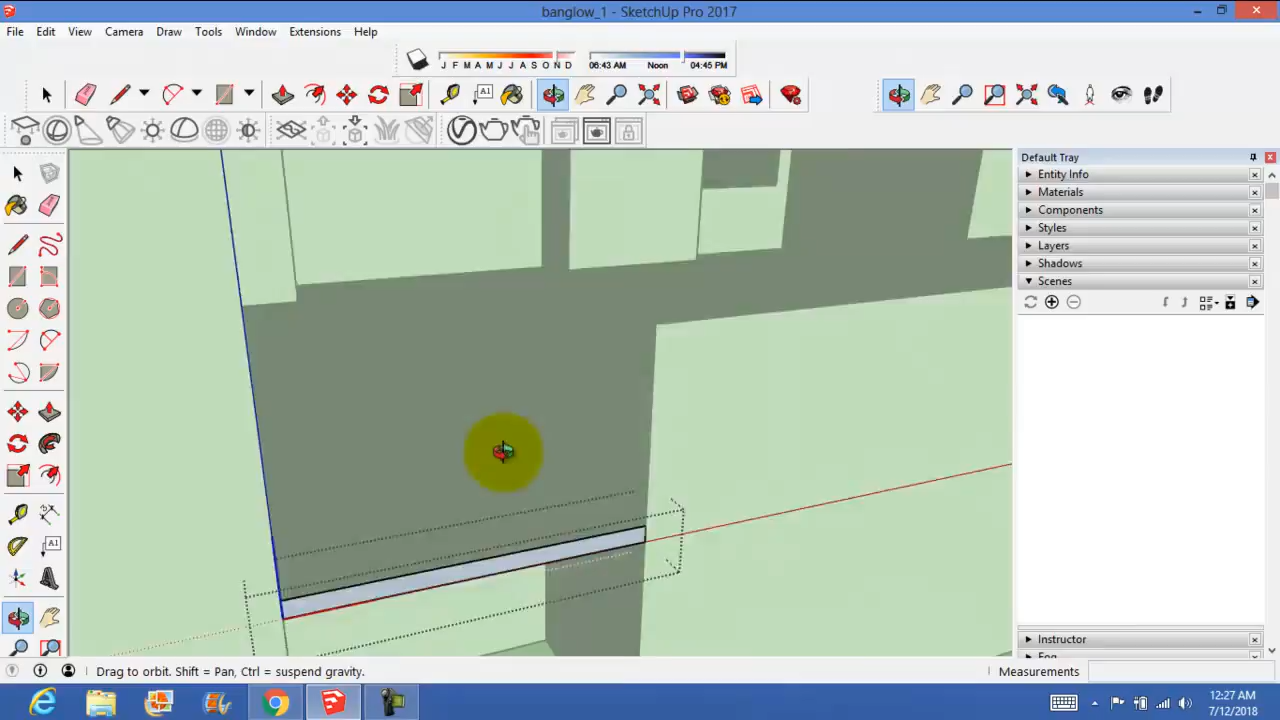 banglow_1 - SketchUp Pro 2017
File Edit View Camera Draw Tools Window Extensions Help
J F M A M J J A S O N D
06:43 AM Noon 04:45 PM
A1
Default Tray
Entity Info
Materials
Components
Styles
Layers
Shadows
Scenes
A1
Instructor
Drag to orbit. Shift = Pan, Ctrl = suspend gravity.
Measurements
12:27 AM
7/12/2018